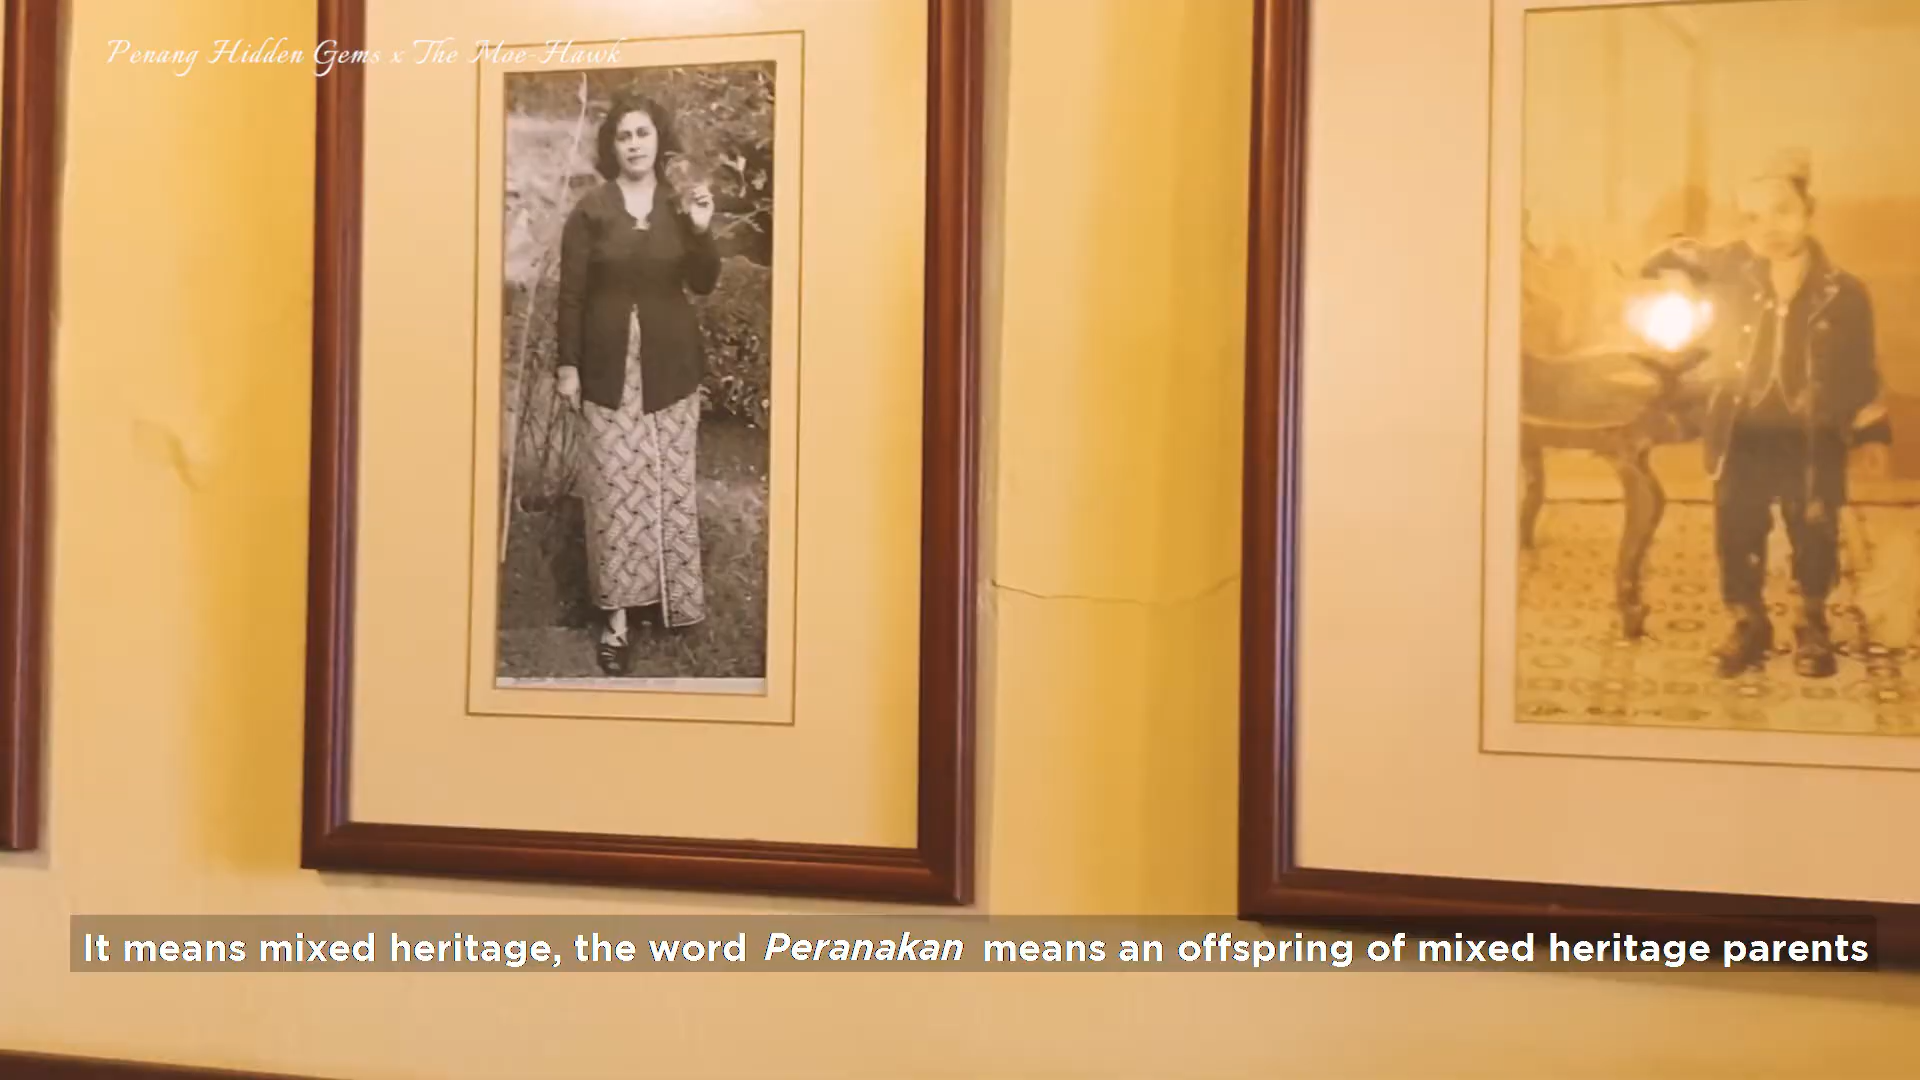 Penang Hidden Gems x The Moe-Hawk
It means mixed heritage, the word Peranakan means an offspring of mixed heritage parents